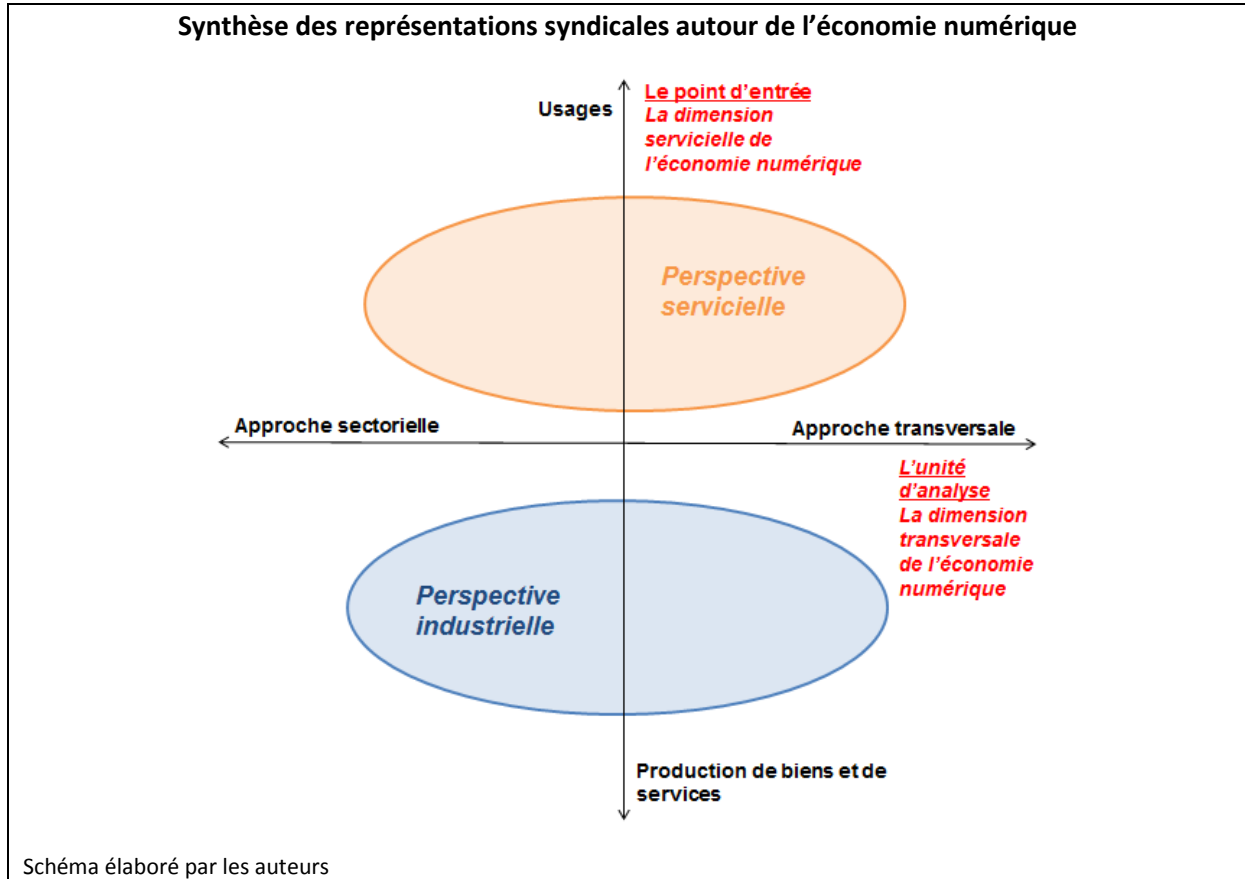 Synthèse des représentations syndicales autour de l’économie numérique
Usages
Le point d’entrée
La dimension
servicielle de
l’économie numérique
Perspective
servicielle
Approche sectorielle
Approche transversale
L’unité
d’analyse
La dimension
transversale
de l’économie
numérique
Perspective
industrielle
Production de biens et de
services
Schéma élaboré par les auteurs